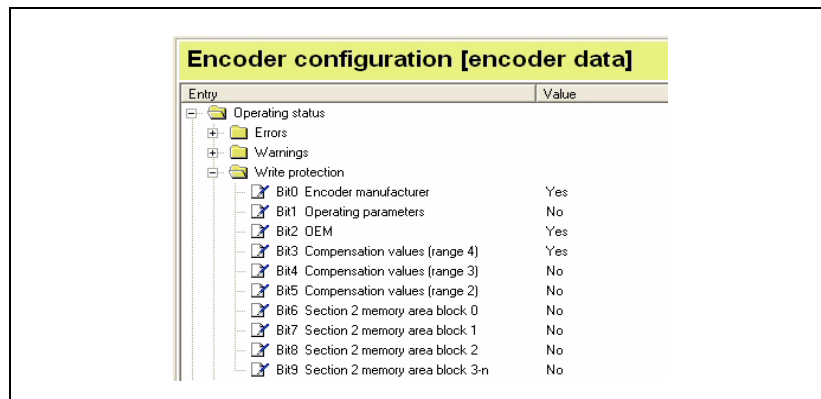 Encoder configuration [encoder data]
Entry Value
Operating status
Errors
Warnings
Write protection
Bit0 Encoder manufacturer Yes
Bit1 Operating parameters No
Bit2 OEM Yes
Bit3 Compensation values (range 4) Yes
Bit4 Compensation values (range 3) No
Bit5 Compensation values (range 2) No
Bit6 Section 2 memory area block 0 No
Bit7 Section 2 memory area block 1 No
Bit8 Section 2 memory area block 2 No
Bit9 Section 2 memory area block 3-n No